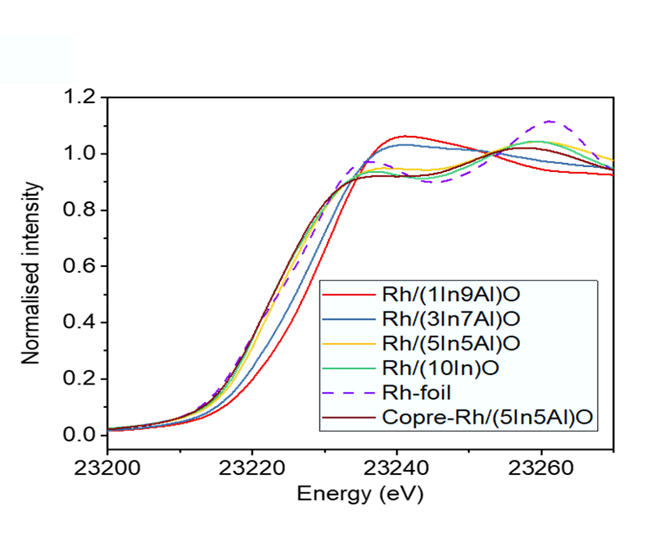 1.2
1.0
0.8
0.6
0.4
0.2
0.0
Normalised intensity
Rh/(1In9Al)O
Rh/(3In7Al)O
Rh/(5In5Al)O
Rh/(10In)O
Rh-foil
Copre-Rh/(5In5Al)O
23200 23220 23240 23260
Energy (eV)